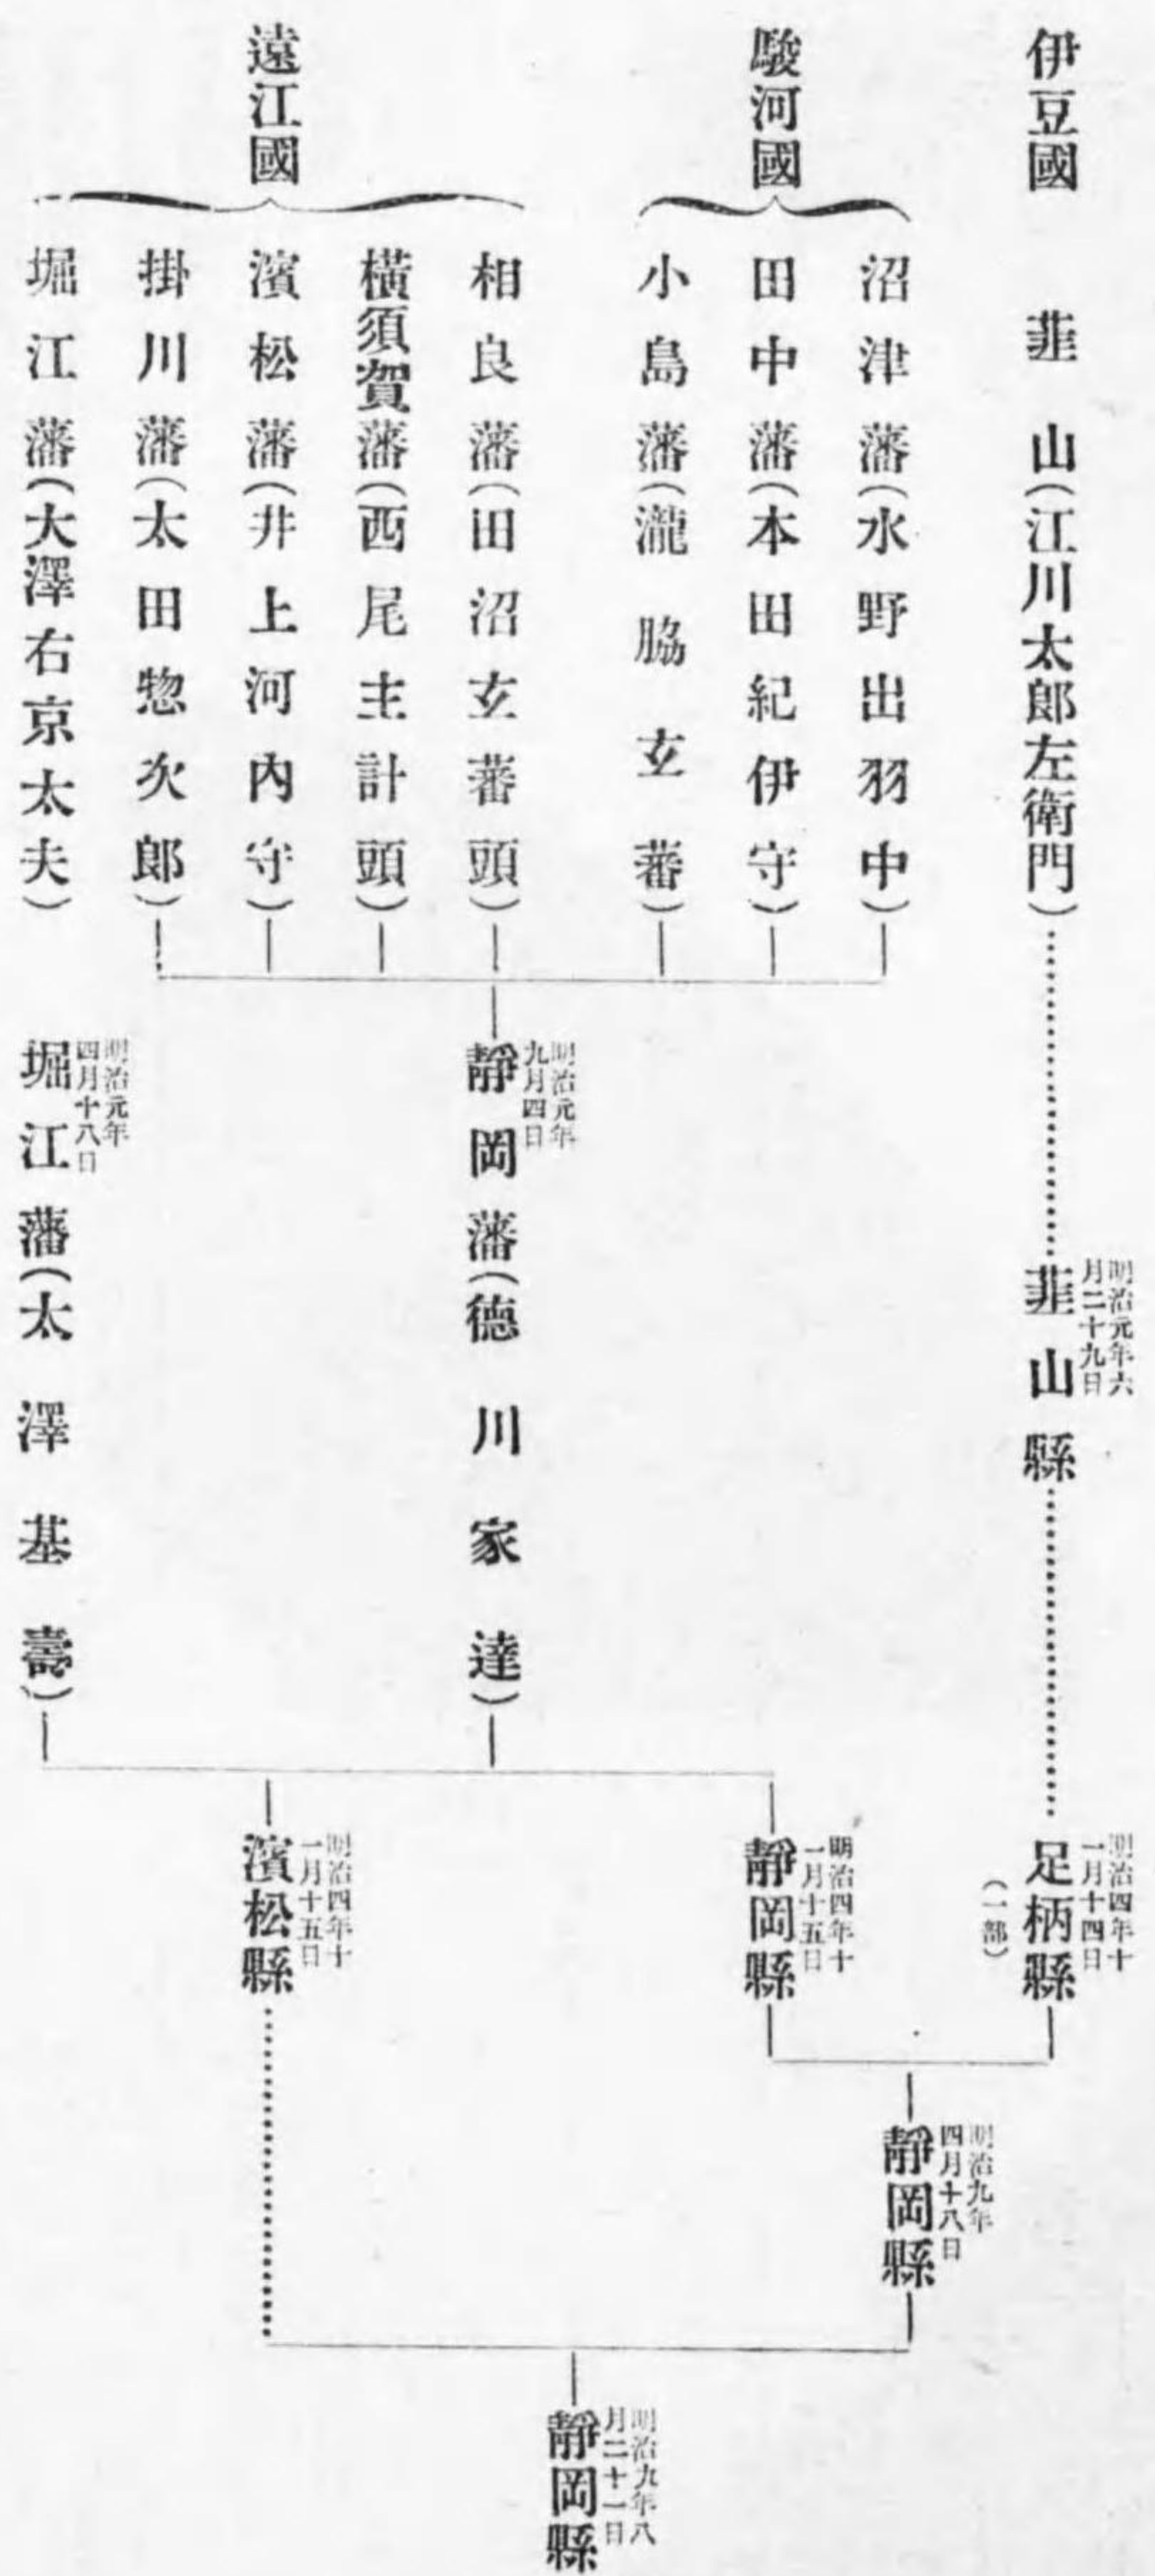 伊豆國
韮山(江川太郎左衛門)
明治元年六
月二十九日
韮山縣
明治四年十
一月十四日
足柄縣
(一部)
駿河國
沼津藩(水野出羽中)
田中藩(本田紀伊守)
小島藩(瀧脇玄蕃)
遠江國
相良藩(田沼玄蕃頭)
橫須賀藩(西尾主計頭)
濱松藩(井上河內守)
掛川藩(太田惣次郎)
堀江藩(大澤右京太夫)
明治元年
九月四日
靜岡藩(德川家達)
明治元年
四月十八日
堀江藩(太澤基壽)
明治四年十
一月十五日
靜岡縣
明治四年十
一月十五日
濱松縣
明治九年
四月十八日
靜岡縣
明治九年八
月二十一日
靜岡縣